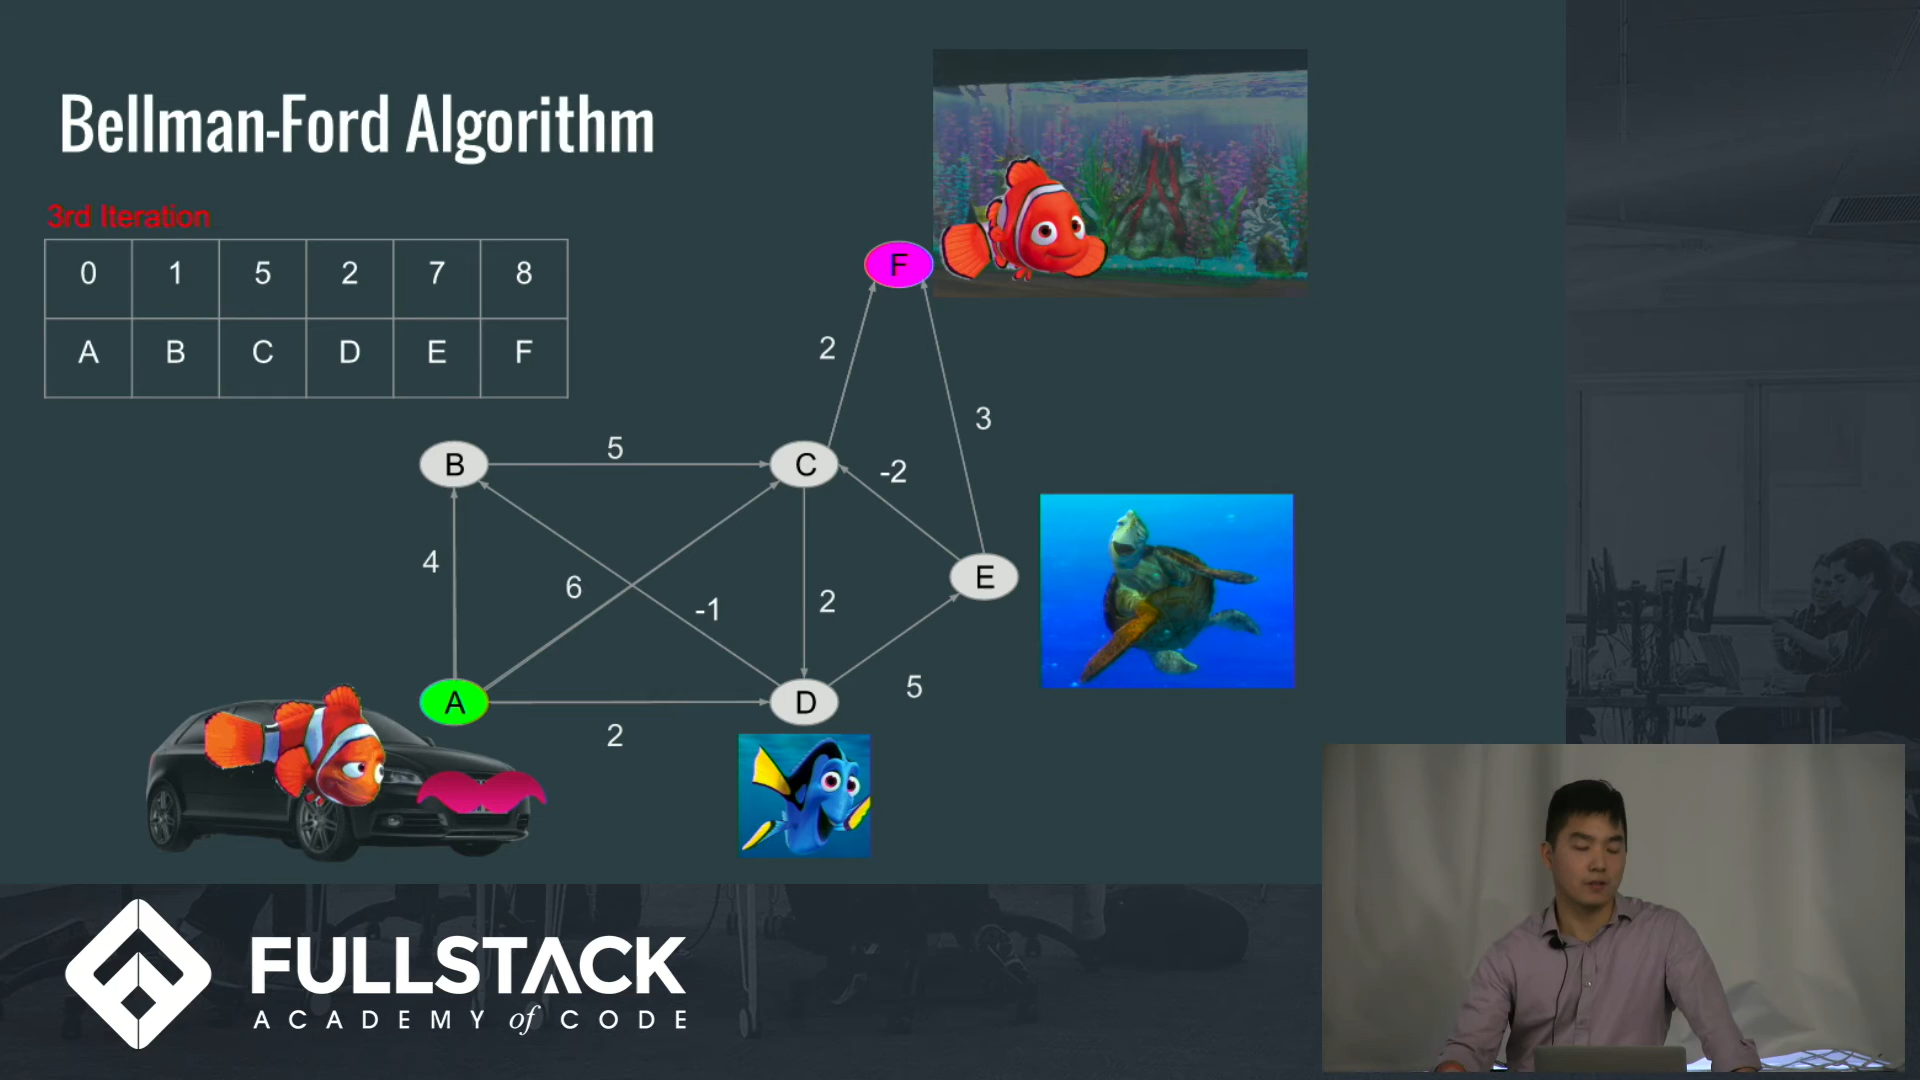 Bellman-Ford Algorithm
3rd Iteration
0 1 5 2 7 8
A B C D E F
F
2
3
B
5
C
-2
4
6
-1
2
E
A
2
D
5
FULLSTACK
ACADEMY of CODE